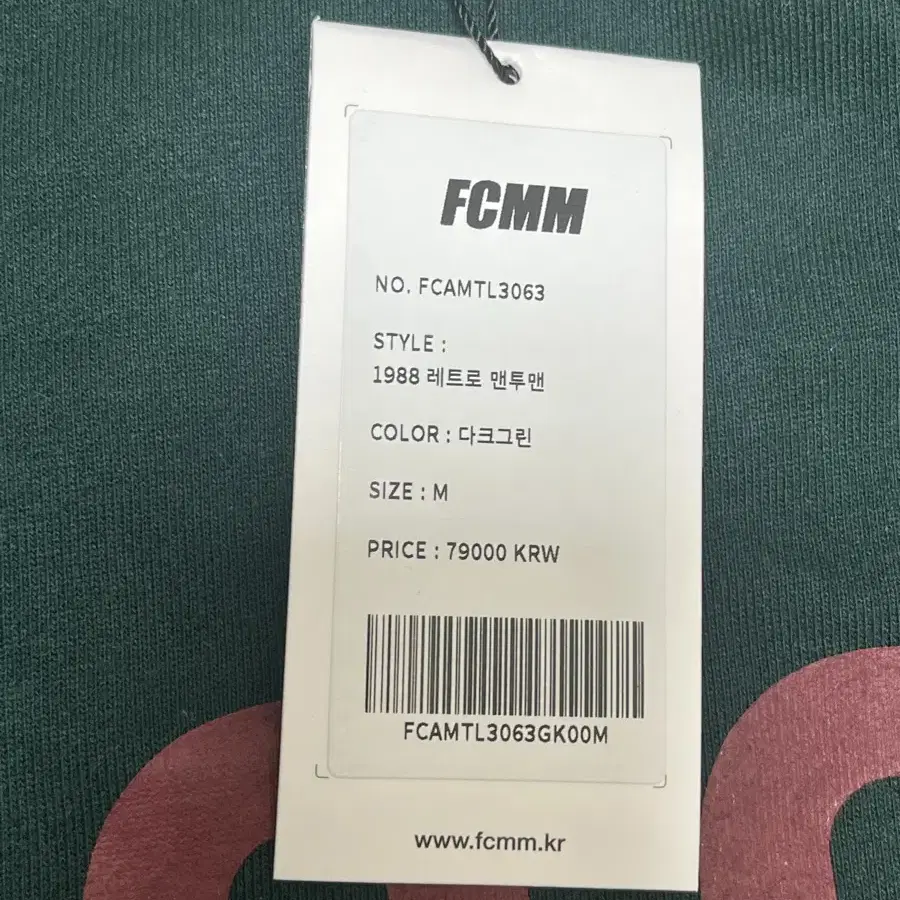 FCMM
NO. FCAMTL3063
STYLE :
1988 레트로 맨투맨
COLOR : 다크그린
SIZE : M
PRICE : 79000 KRW
FCAMTL3063GK00M
www.fcmm.kr